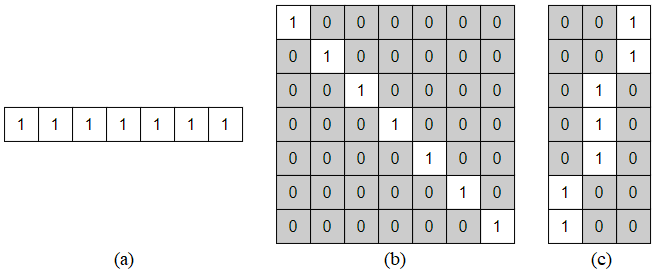 1 1 1 1 1 1 1
(a)
1 0 0 0 0 0 0
0 1 0 0 0 0 0
0 0 1 0 0 0 0
0 0 0 1 0 0 0
0 0 0 0 1 0 0
0 0 0 0 0 1 0
0 0 0 0 0 0 1
(b)
0 0 1
0 0 1
0 1 0
0 1 0
0 1 0
1 0 0
1 0 0
(c)